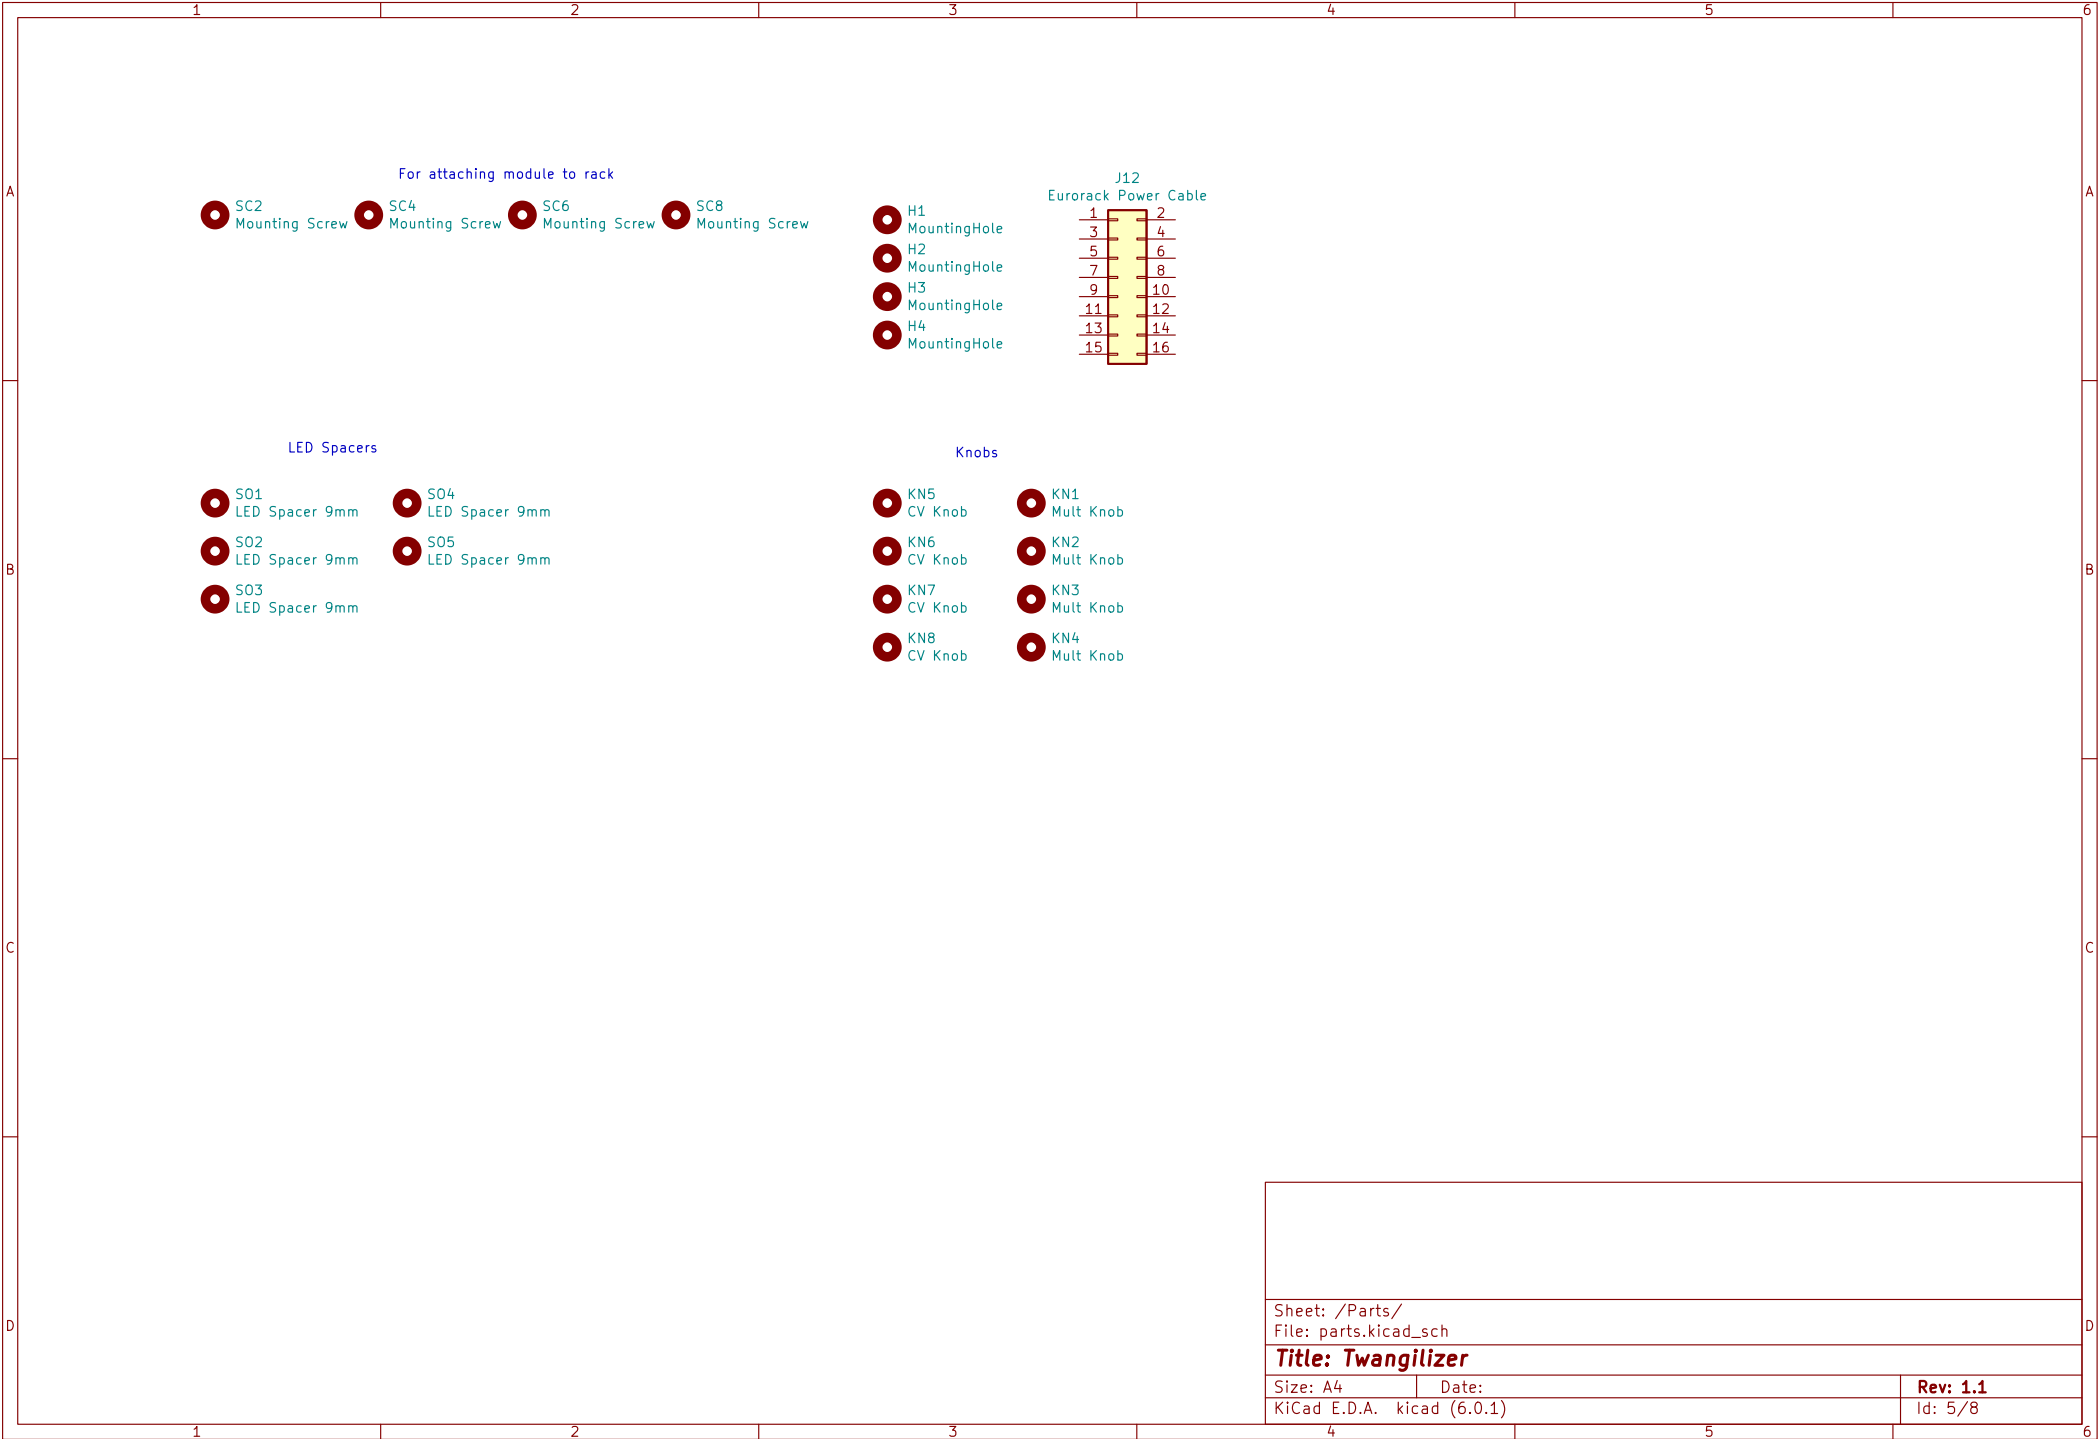 1 2 3 4 5 6
A A
B B
C C
D D
For attaching module to rack
SC2
Mounting Screw
SC4
Mounting Screw
SC6
Mounting Screw
SC8
Mounting Screw
H1
MountingHole
H2
MountingHole
H3
MountingHole
H4
MountingHole
J12
Eurorack Power Cable
1 2
3 4
5 6
7 8
9 10
11 12
13 14
15 16
LED Spacers
SO1
LED Spacer 9mm
SO2
LED Spacer 9mm
SO3
LED Spacer 9mm
SO4
LED Spacer 9mm
SO5
LED Spacer 9mm
Knobs
KN5
CV Knob
KN6
CV Knob
KN7
CV Knob
KN8
CV Knob
KN1
Mult Knob
KN2
Mult Knob
KN3
Mult Knob
KN4
Mult Knob
Sheet: /Parts/
File: parts.kicad_sch
Title: Twangilizer
Size: A4 Date: Rev: 1.1
KiCad E.D.A. kicad (6.0.1) Id: 5/8
1 2 3 4 5 6